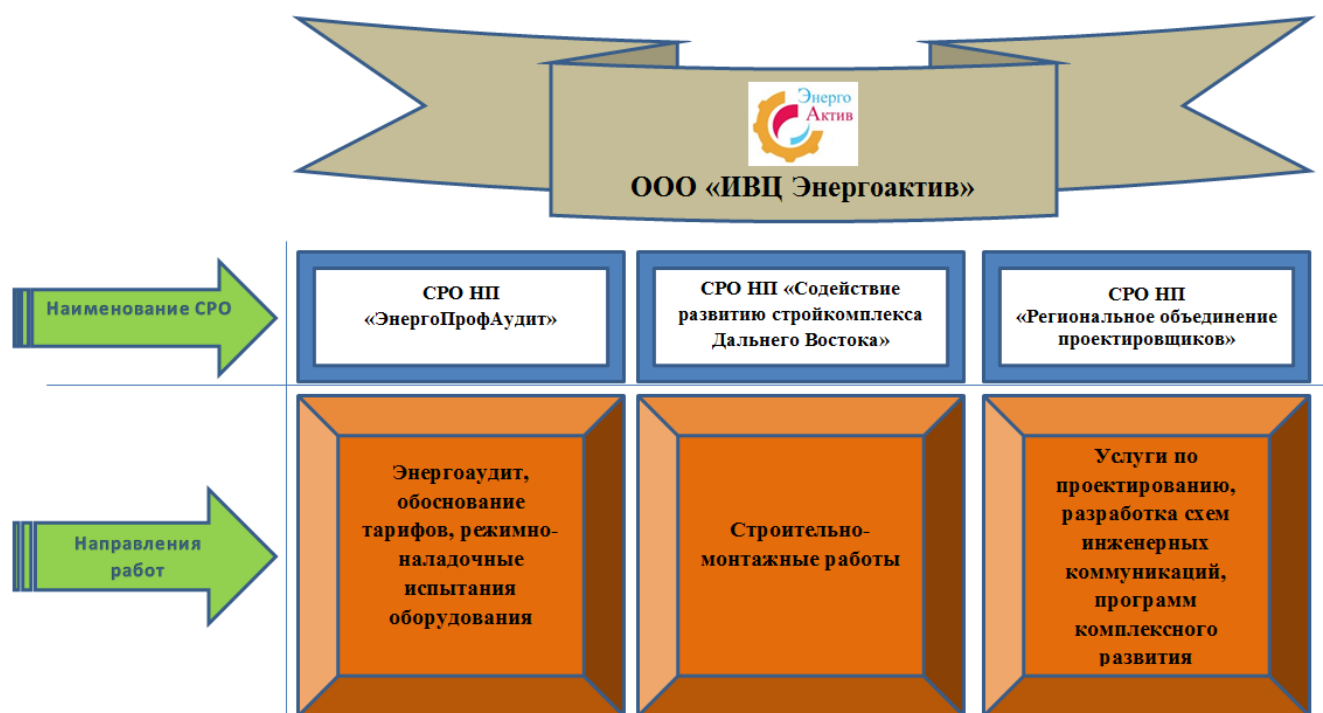 Энерго
Актив
ООО «ИВЦ Энергоактив»
Наименование СРО
СРО НП
«ЭнергоПрофАудит»
СРО НП «Содействие
развитию стройкомплекса
Дальнего Востока»
СРО НП
«Региональное объединение
проектировщиков»
Направления
работ
Энергоаудит,
обоснование
тарифов, режимно-
наладочные
испытания
оборудования
Строительно-
монтажные работы
Услуги по
проектированию,
разработка схем
инженерных
коммуникаций,
программ
комплексного
развития